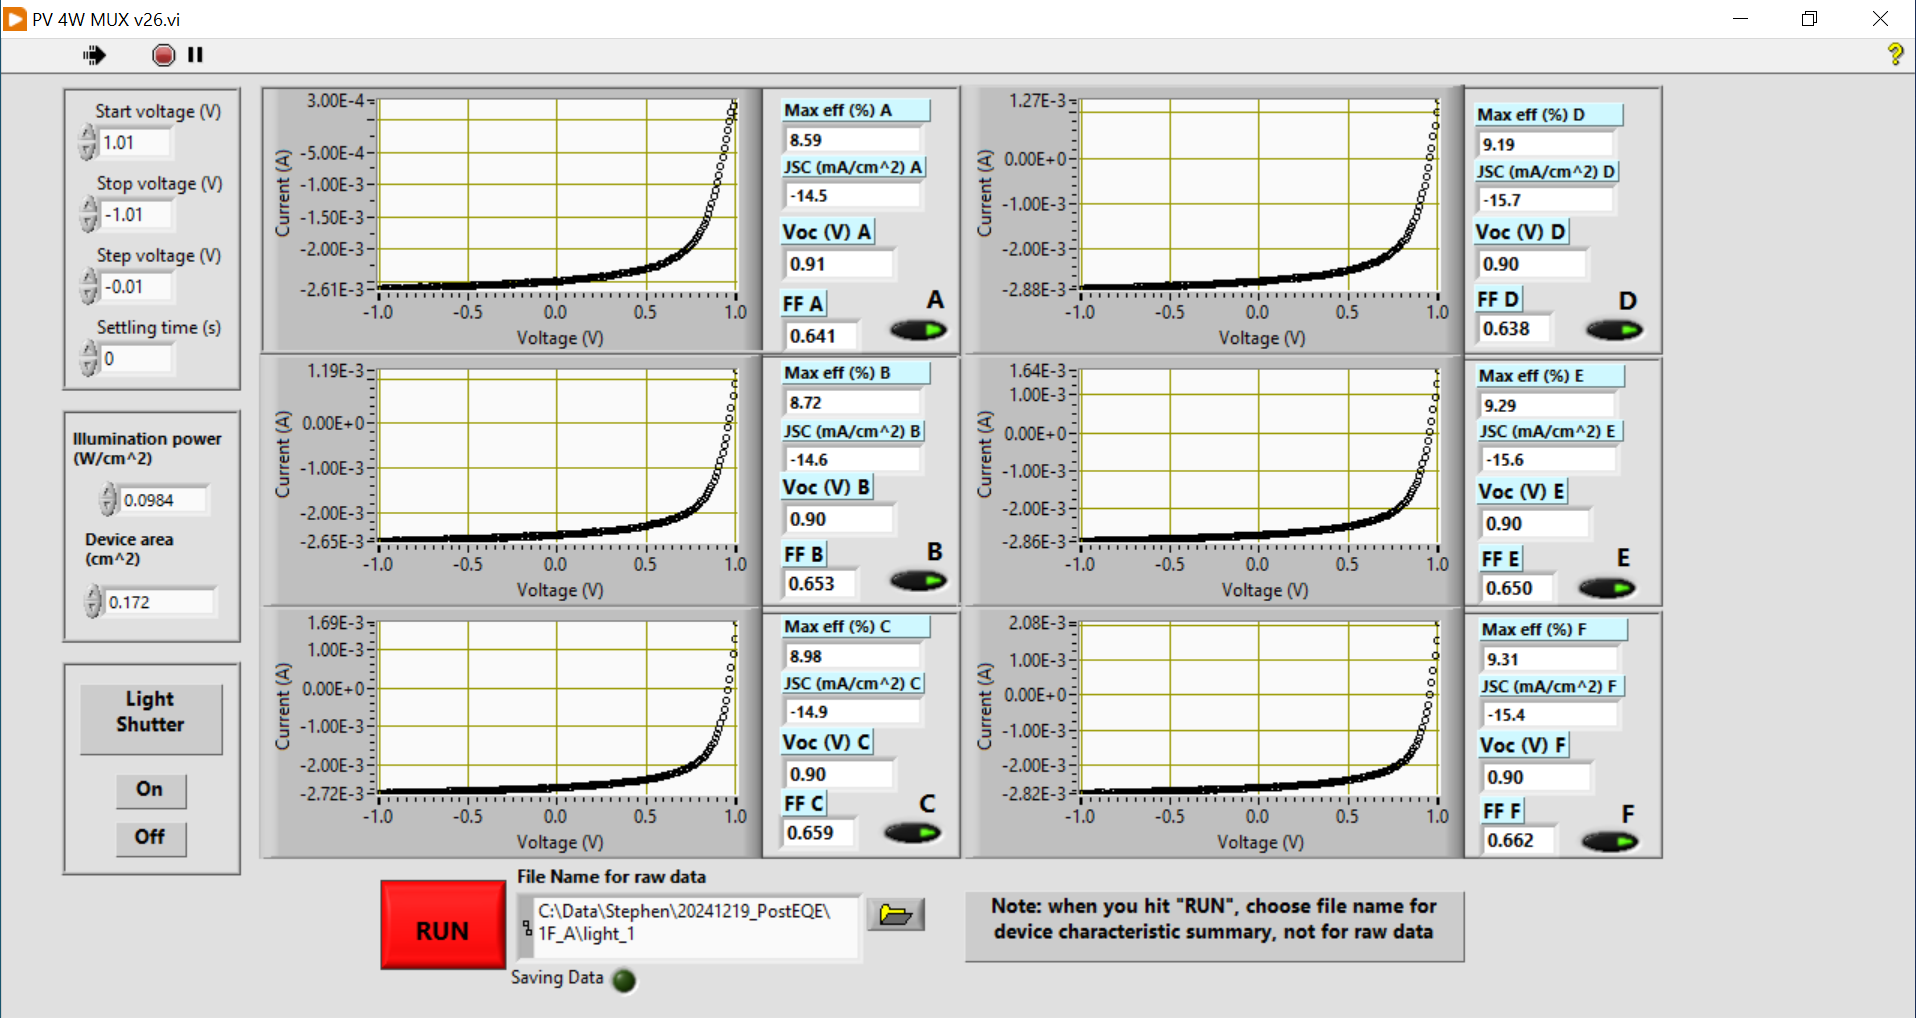 PV 4W MUX v26.vi
Start voltage (V)
1.01
Stop voltage (V)
-1.01
Step voltage (V)
-0.01
Settling time (s)
0
Illumination power
(W/cm^2)
0.0984
Device area
(cm^2)
0.172
Light
Shutter
On
Off
Current (A)
3.00E-4
-5.00E-4
-1.00E-3
-1.50E-3
-2.00E-3
-2.61E-3
-1.0 -0.5 0.0 0.5 1.0
Voltage (V)
Max eff (%) A
8.59
JSC (mA/cm^2) A
-14.5
Voc (V) A
0.91
FF A
0.641
A
Current (A)
1.19E-3
0.00E+0
-1.00E-3
-2.00E-3
-2.65E-3
-1.0 -0.5 0.0 0.5 1.0
Voltage (V)
Max eff (%) B
8.72
JSC (mA/cm^2) B
-14.6
Voc (V) B
0.90
FF B
0.653
B
Current (A)
1.69E-3
1.00E-3
0.00E+0
-1.00E-3
-2.00E-3
-2.72E-3
-1.0 -0.5 0.0 0.5 1.0
Voltage (V)
Max eff (%) C
8.98
JSC (mA/cm^2) C
-14.9
Voc (V) C
0.90
FF C
0.659
C
Current (A)
1.27E-3
0.00E+0
-1.00E-3
-2.00E-3
-2.88E-3
-1.0 -0.5 0.0 0.5 1.0
Voltage (V)
Max eff (%) D
9.19
JSC (mA/cm^2) D
-15.7
Voc (V) D
0.90
FF D
0.638
D
Current (A)
1.64E-3
1.00E-3
0.00E+0
-1.00E-3
-2.00E-3
-2.86E-3
-1.0 -0.5 0.0 0.5 1.0
Voltage (V)
Max eff (%) E
9.29
JSC (mA/cm^2) E
-15.6
Voc (V) E
0.90
FF E
0.650
E
Current (A)
2.08E-3
1.00E-3
0.00E+0
-1.00E-3
-2.00E-3
-2.82E-3
-1.0 -0.5 0.0 0.5 1.0
Voltage (V)
Max eff (%) F
9.31
JSC (mA/cm^2) F
-15.4
Voc (V) F
0.90
FF F
0.662
F
RUN
File Name for raw data
C:\Data\Stephen\20241219_PostEQE\
1F_A\light_1
Saving Data
Note: when you hit "RUN", choose file name for
device characteristic summary, not for raw data